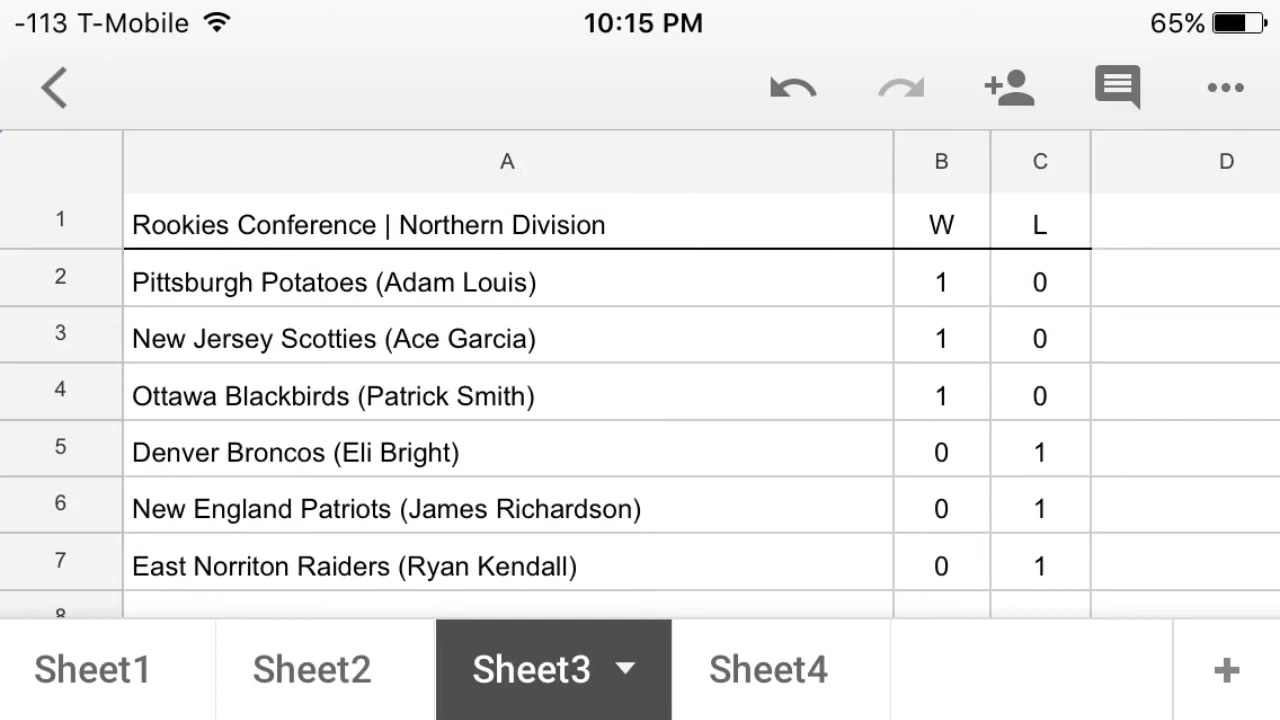 -113 T-Mobile 10:15 PM 65%
A B C D
1 Rookies Conference | Northern Division W L
2 Pittsburgh Potatoes (Adam Louis) 1 0
3 New Jersey Scotties (Ace Garcia) 1 0
4 Ottawa Blackbirds (Patrick Smith) 1 0
5 Denver Broncos (Eli Bright) 0 1
6 New England Patriots (James Richardson) 0 1
7 East Norriton Raiders (Ryan Kendall) 0 1
8
Sheet1 Sheet2 Sheet3 Sheet4 +